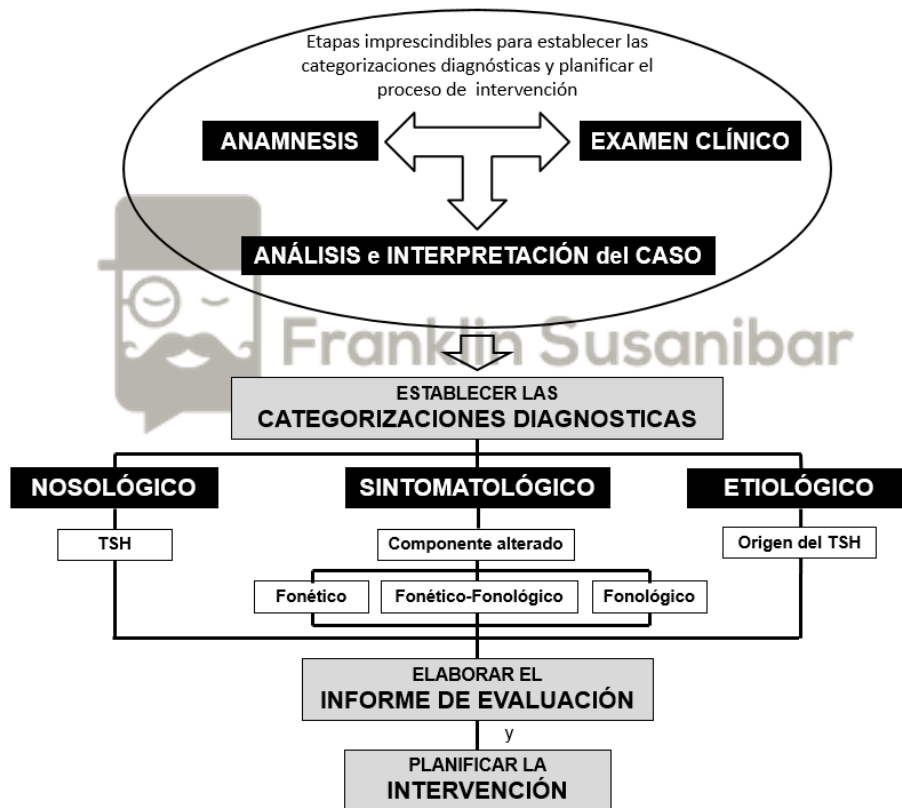 Etapas imprescindibles para establecer las
categorizaciones diagnósticas y planificar el
proceso de intervención
ANAMNESIS
EXAMEN CLÍNICO
ANÁLISIS e INTERPRETACIÓN del CASO
Franklin Susanibar
ESTABLECER LAS
CATEGORIZACIONES DIAGNOSTICAS
NOSOLÓGICO
SINTOMATOLÓGICO
ETIOLÓGICO
TSH
Componente alterado
Origen del TSH
Fonético
Fonético-Fonológico
Fonológico
ELABORAR EL
INFORME DE EVALUACIÓN
y
PLANIFICAR LA
INTERVENCIÓN